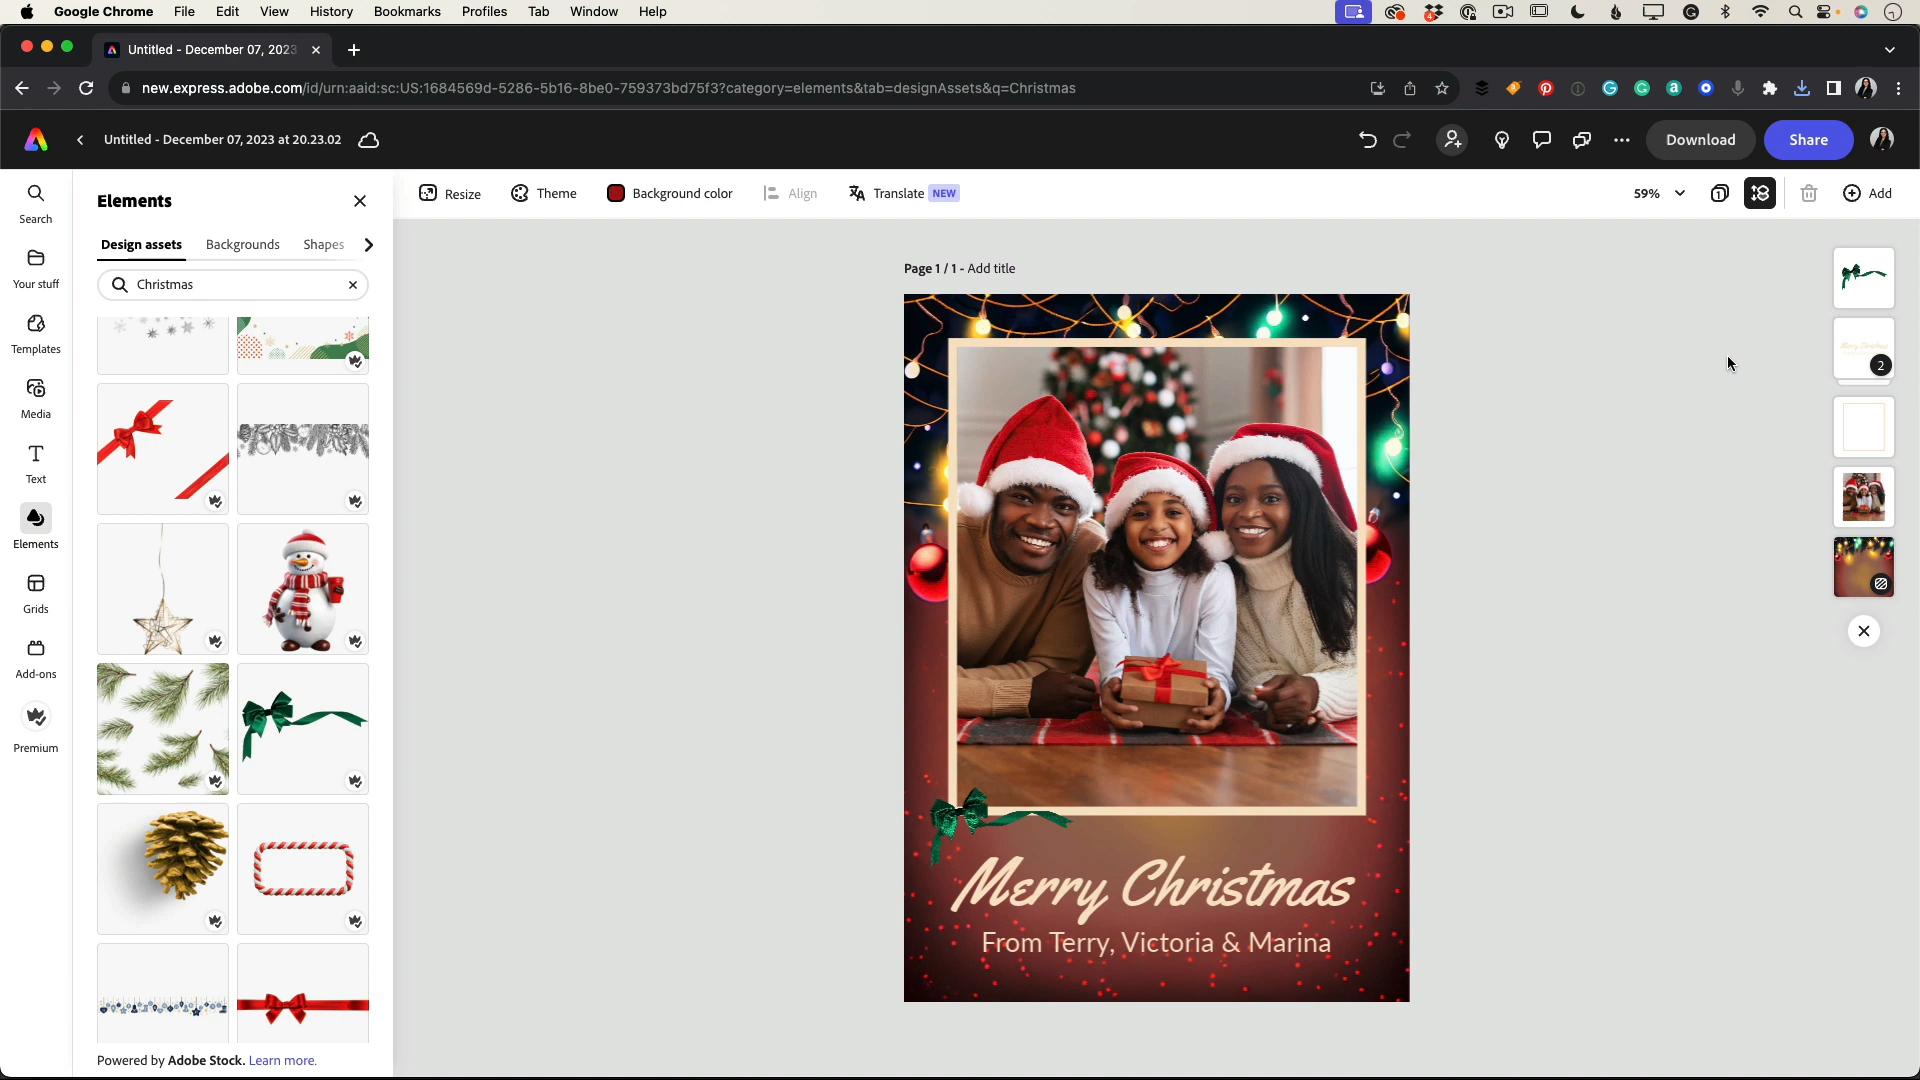 Google Chrome File Edit View History Bookmarks Profiles Tab Window Help
Untitled - December 07, 2023
new.express.adobe.com/id/urn:aaid:sc:US:1684569d-5286-5b16-8be0-759373bd75f3?category=elements&tab=designAssets&q=Christmas
Untitled - December 07, 2023 at 20.23.02
Download
Share
Search
Your stuff
Templates
Media
Text
Elements
Grids
Add-ons
Premium
Elements
Design assets Backgrounds Shapes
Christmas
Powered by Adobe Stock. Learn more.
Resize Theme Background color Align Translate NEW
59%
1
Add
Page 1 / 1 - Add title
Merry Christmas
From Terry, Victoria & Marina
Merry Christmas
2